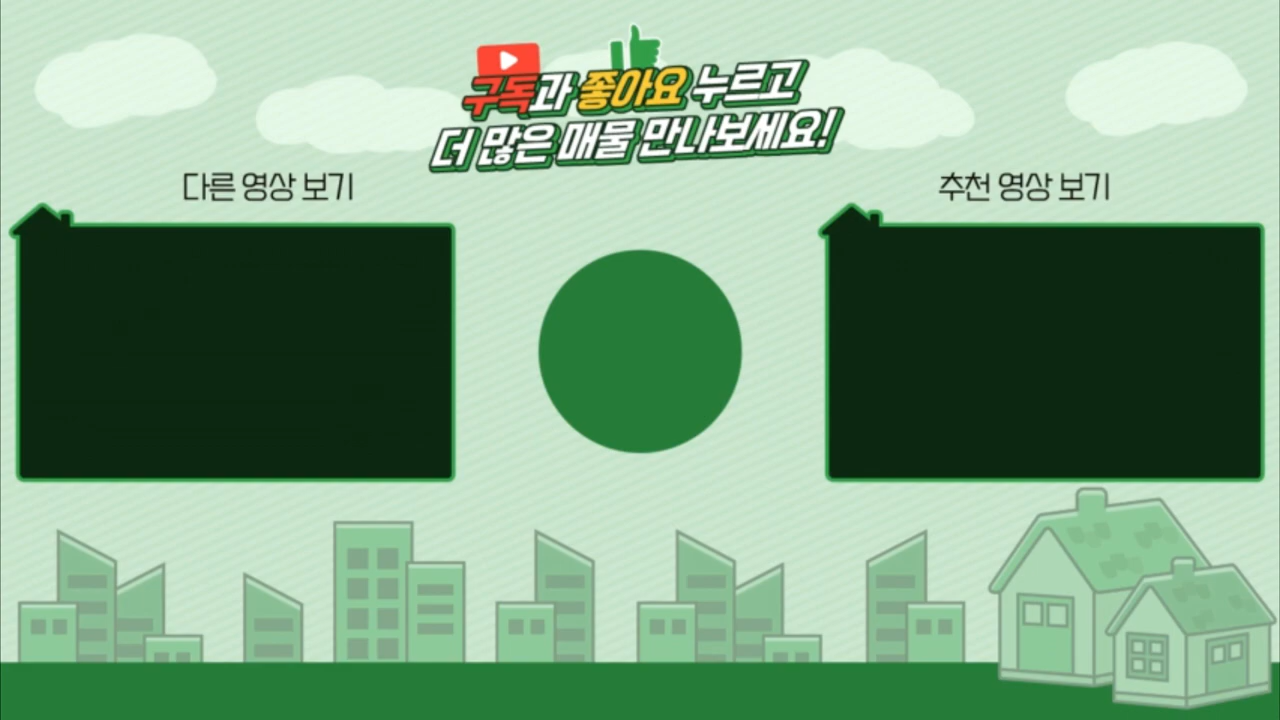 구독과 좋아요 누르고
더 많은 매물 만나보세요!
다른 영상 보기
추천 영상 보기